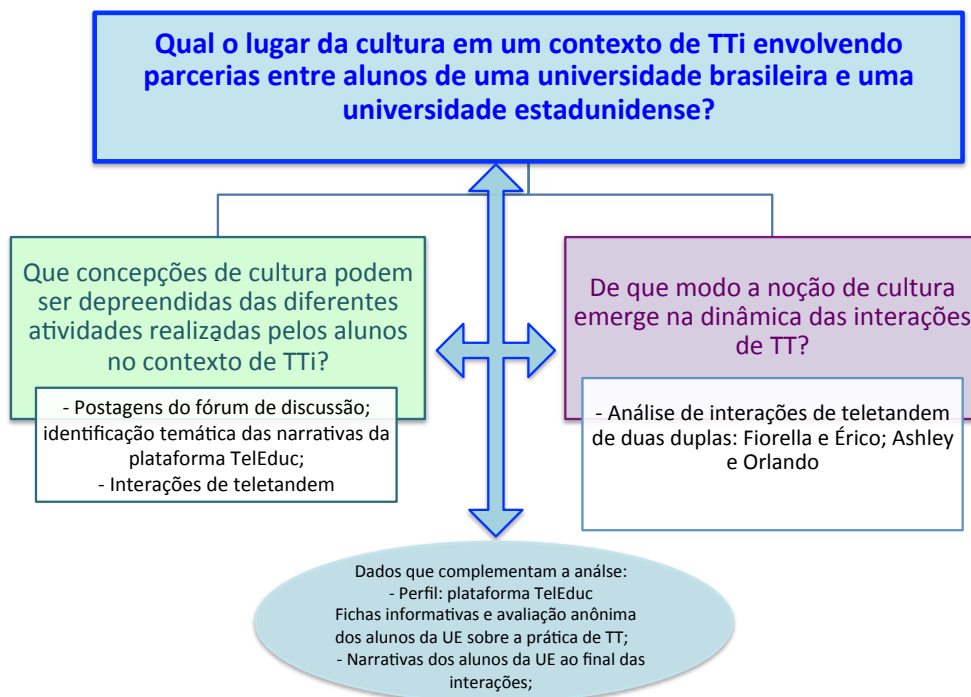 Qual o lugar da cultura em um contexto de TTi envolvendo
parcerias entre alunos de uma universidade brasileira e uma
universidade estadunidense?
Que concepções de cultura podem
ser depreendidas das diferentes
atividades realizadas pelos alunos
no contexto de TTi?
- Postagens do fórum de discussão;
identificação temática das narrativas da
plataforma TelEduc;
- Interações de teletandem
De que modo a noção de cultura
emerge na dinâmica das interações
de TT?
- Análise de interações de teletandem
de duas duplas: Fiorella e Érico; Ashley
e Orlando
Dados que complementam a análse:
- Perfil: plataforma TelEduc
Fichas informativas e avaliação anônima
dos alunos da UE sobre a prática de TT;
- Narrativas dos alunos da UE ao final das
interações;